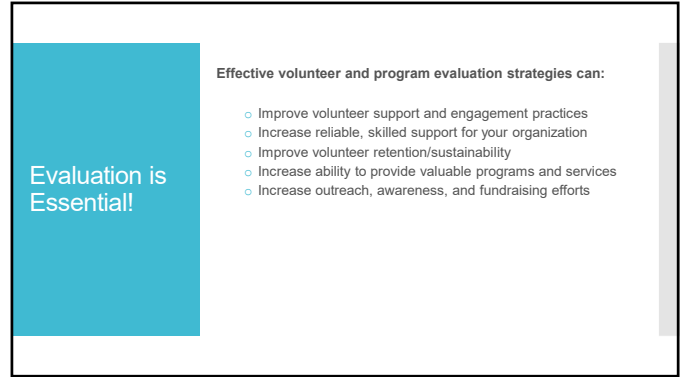 Evaluation is
Essential!
Effective volunteer and program evaluation strategies can:
○ Improve volunteer support and engagement practices
○ Increase reliable, skilled support for your organization
○ Improve volunteer retention/sustainability
○ Increase ability to provide valuable programs and services
○ Increase outreach, awareness, and fundraising efforts